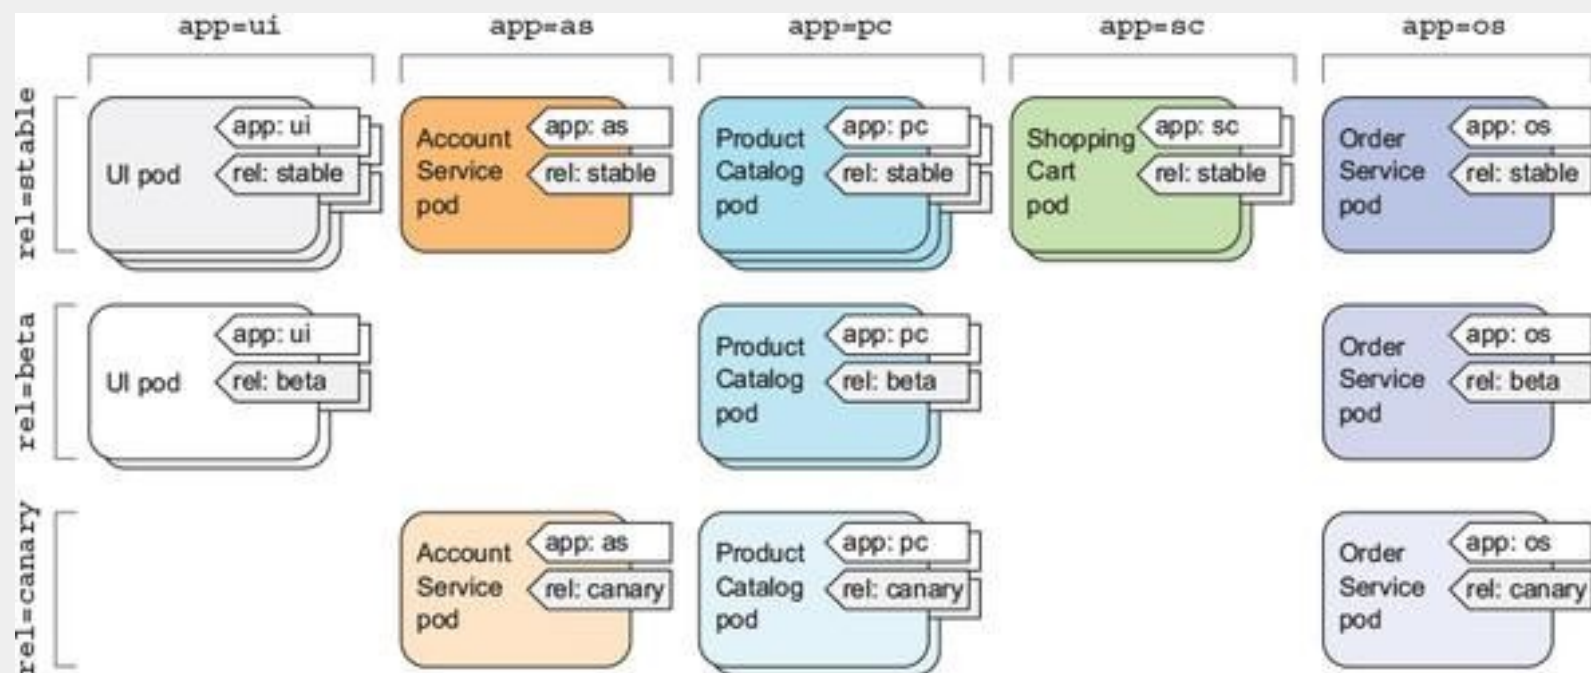 app=ui app=as app=pc app=sc app=os
rel=stable
UI pod
app: ui
rel: stable
Account
Service
pod
app: as
rel: stable
Product
Catalog
pod
app: pc
rel: stable
Shopping
Cart
pod
app: sc
rel: stable
Order
Service
pod
app: os
rel: stable
rel=beta
UI pod
app: ui
rel: beta
Product
Catalog
pod
app: pc
rel: beta
Order
Service
pod
app: os
rel: beta
rel=canary
Account
Service
pod
app: as
rel: canary
Product
Catalog
pod
app: pc
rel: canary
Order
Service
pod
app: os
rel: canary